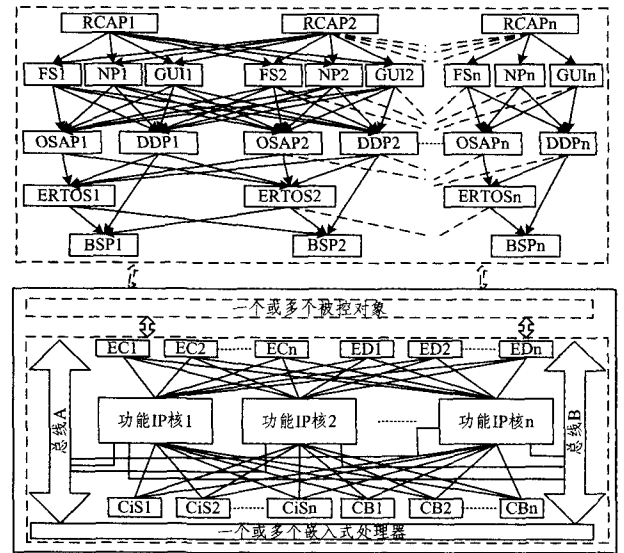 RCAP1 RCAP2 RCAPn
FS1 NP1 GUI1 FS2 NP2 GUI2 FSn NPn GUIn
OSAP1 DDP1 OSAP2 DDP2 OSAPn DDPn
ERTOS1 ERTOS2 ERTOSn
BSP1 BSP2 BSPn
一个或多个被控对象
EC1 EC2 ECn ED1 ED2 EDn
总线A
功能IP核1 功能IP核2 功能IP核n
总线B
CiS1 CiS2 CiSn CB1 CB2 CBn
一个或多个嵌入式处理器